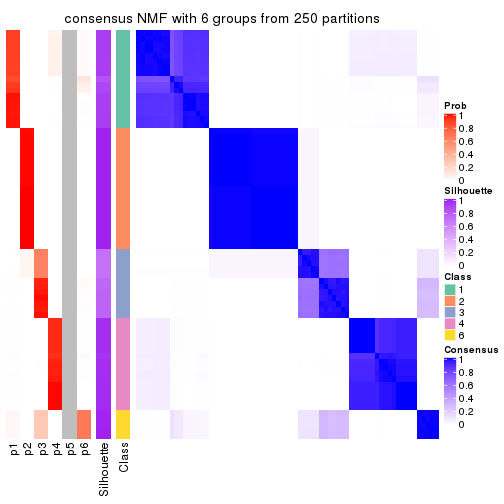 consensus NMF with 6 groups from 250 partitions
Prob
1
0.8
0.6
0.4
0.2
0
Silhouette
1
0.8
0.6
0.4
0.2
0
Class
1
2
3
4
6
Consensus
1
0.8
0.6
0.4
0.2
0
p1
p2
p3
p4
p5
p6
Silhouette
Class